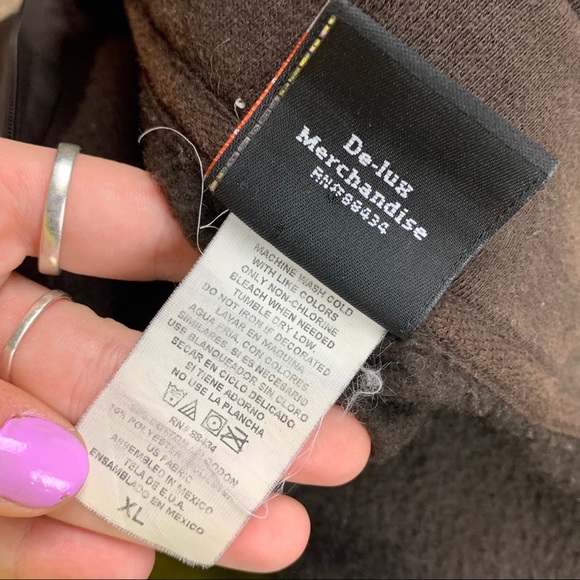 De-lux
Merchandise
RN#88434
MACHINE WASH COLD
WITH LIKE COLORS
ONLY NON-CHLORINE
BLEACH WHEN NEEDED
TUMBLE DRY LOW.
DO NOT IRON IF DECORATED
LAVAR EN MAQUINA
AGUA FRIA, CON COLORES
SIMILARES. SI ES NECESARIO
USE BLANQUEADOR SIN CLORO
SECAR EN CICLO DELICADO
SI TIENE ADORNO
NO USE LA PLANCHA
RN# 88434
POLYESTER
US FABRIC
ASSEMBLED IN MEXICO
TELA DE E.U.A.
ENSAMBLADO EN MEXICO
XL